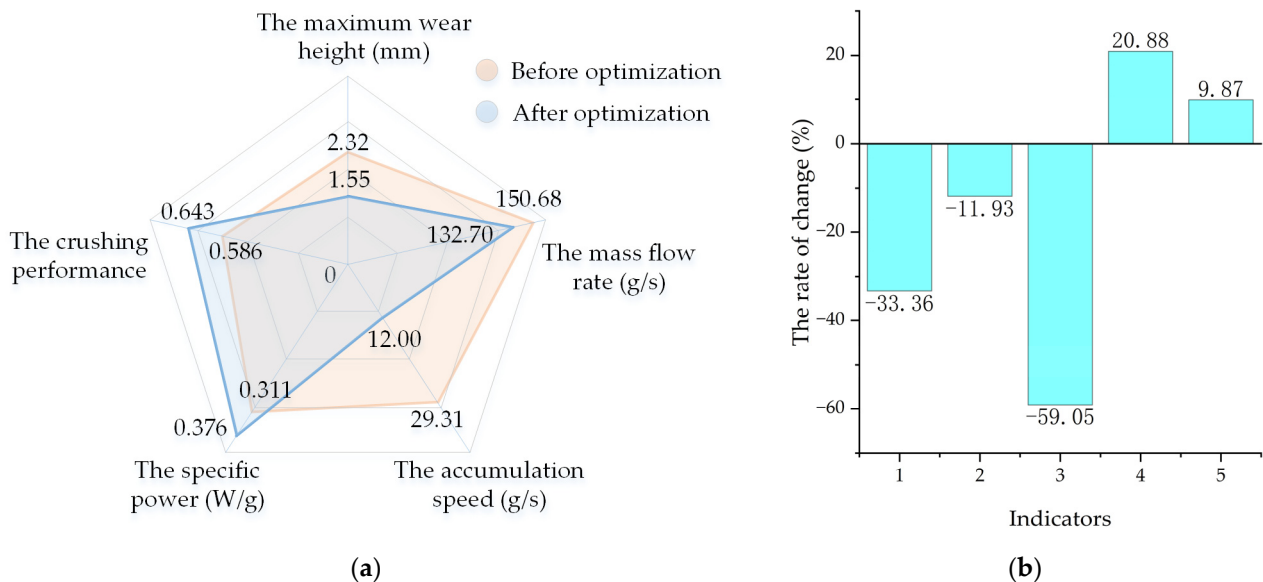 The maximum wear
height (mm)
Before optimization
After optimization
2.32
1.55
150.68
132.70
The mass flow
rate (g/s)
0.643
0.586
The crushing
performance
0
12.00
29.31
0.311
0.376
The specific
power (W/g)
The accumulation
speed (g/s)
(a)
The rate of change (%)
20
0
−20
−40
−60
20.88
9.87
−11.93
−33.36
−59.05
1 2 3 4 5
Indicators
(b)